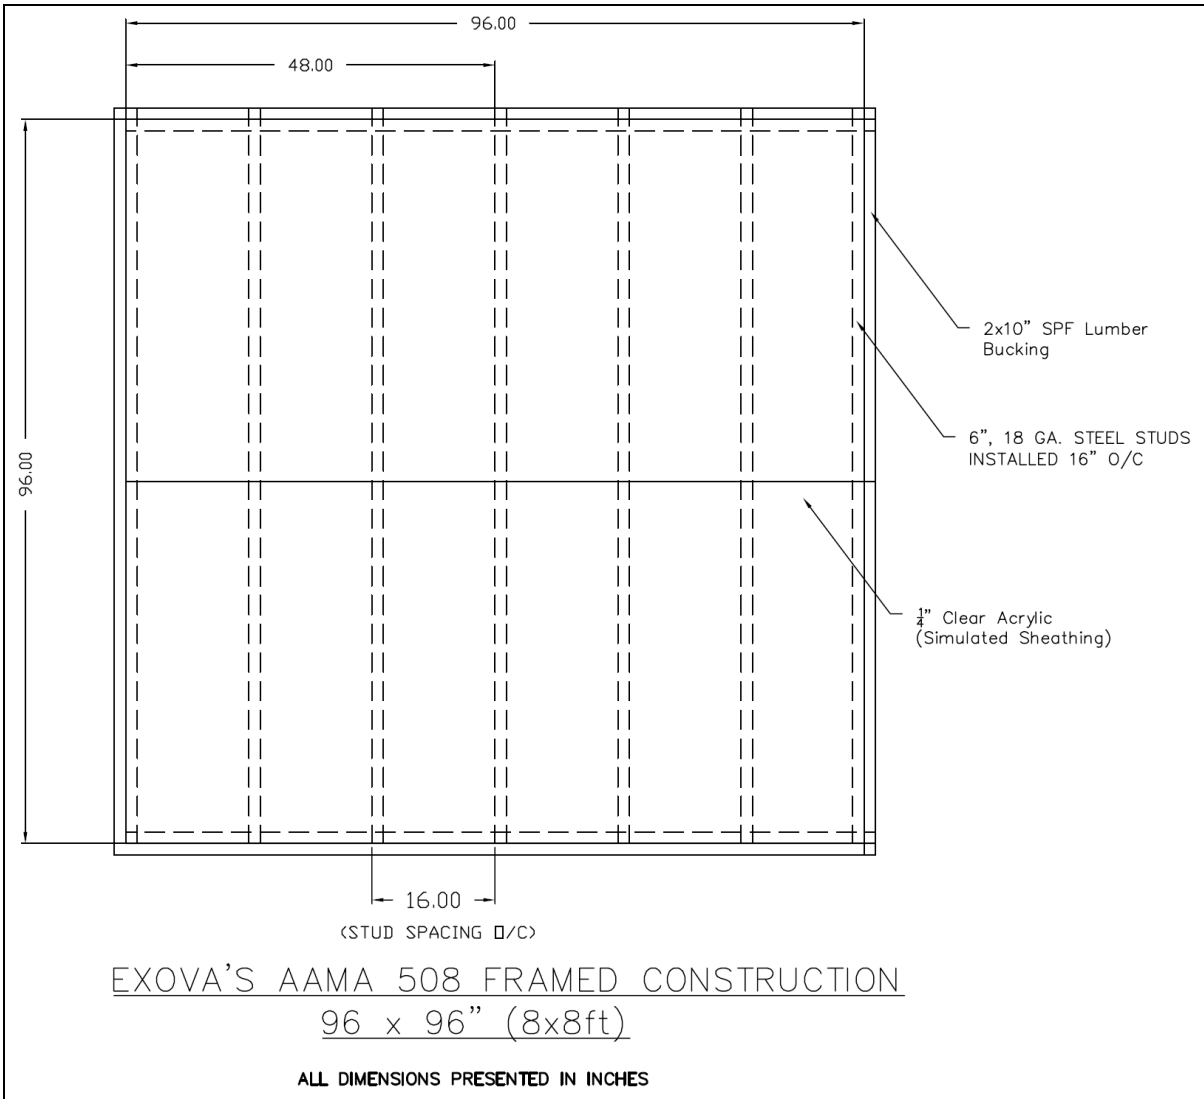 96.00
48.00
96.00
2x10” SPF Lumber
Bucking
6”, 18 GA. STEEL STUDS
INSTALLED 16” O/C
1/4” Clear Acrylic
(Simulated Sheathing)
16.00
(STUD SPACING O/C)
EXOVA’S AAMA 508 FRAMED CONSTRUCTION
96 x 96” (8x8ft)
ALL DIMENSIONS PRESENTED IN INCHES